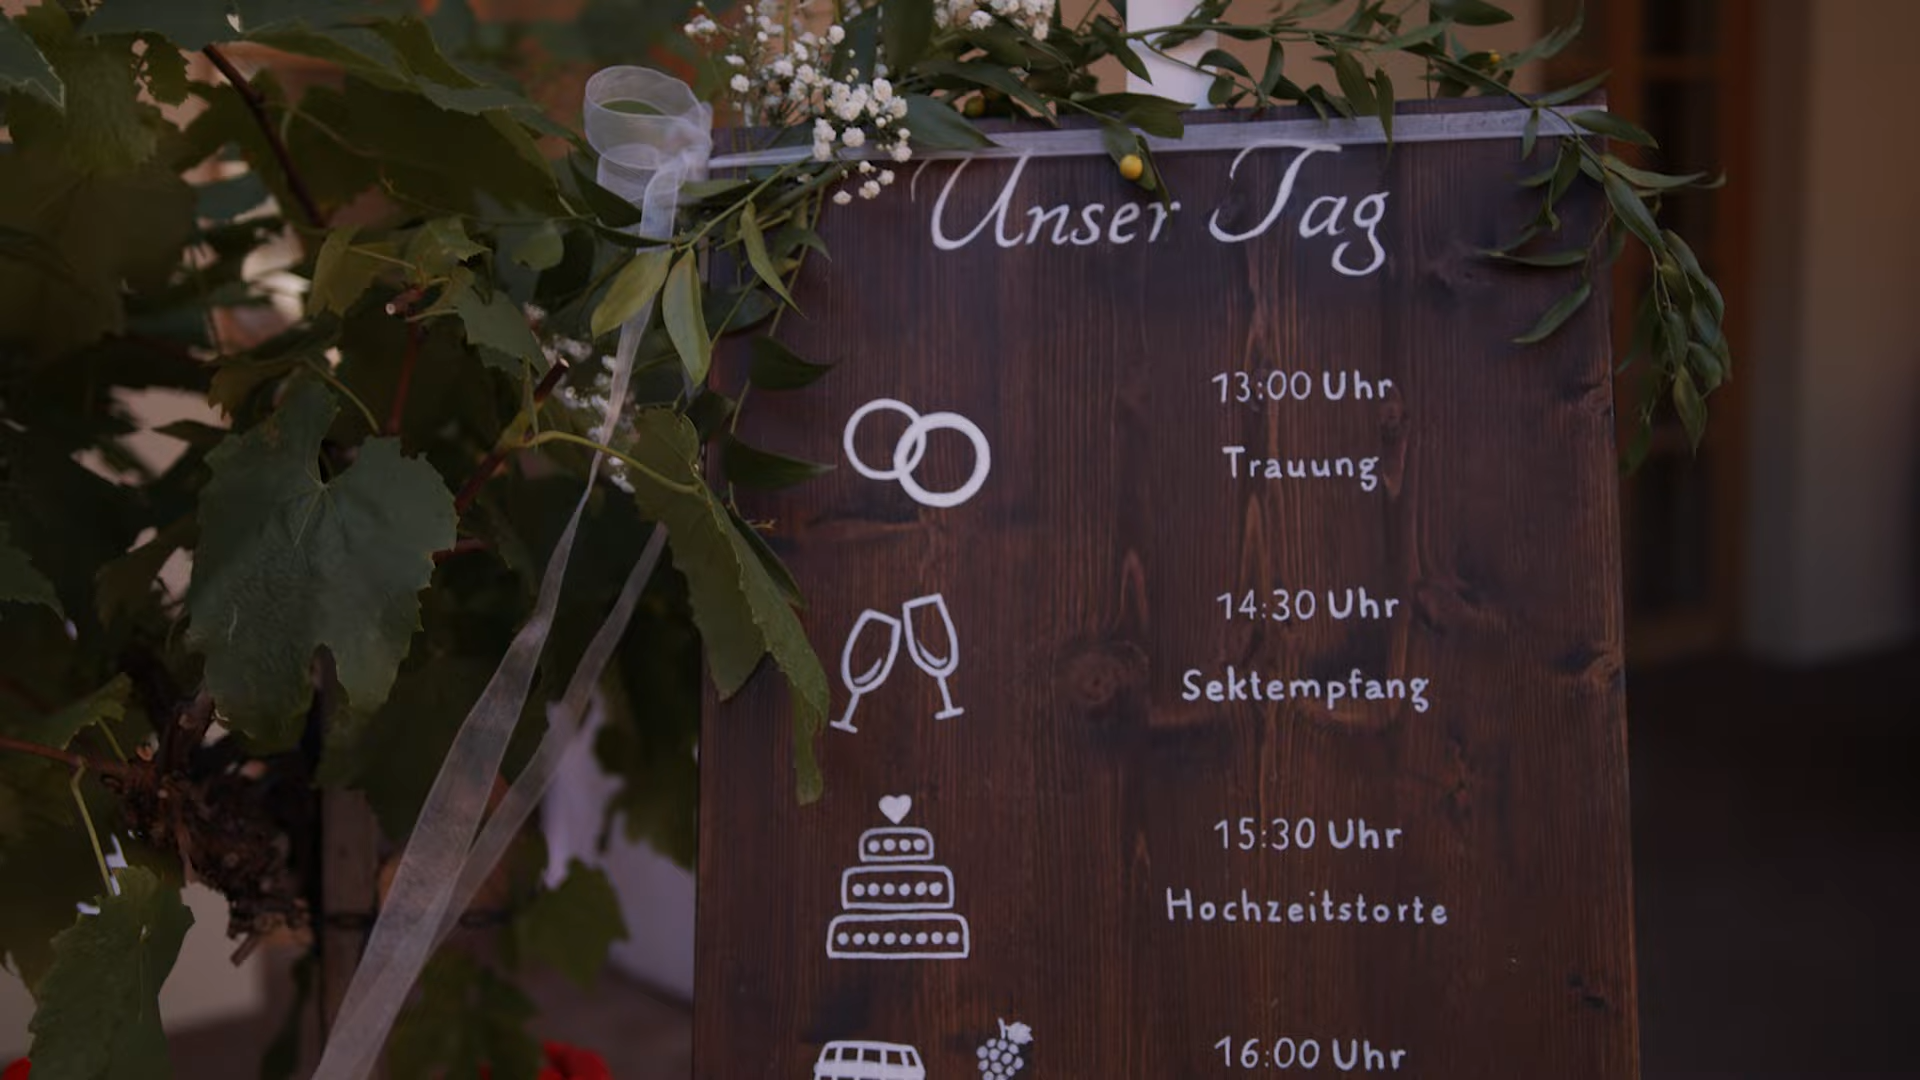 Unser Tag
13:00 Uhr
Trauung
14:30 Uhr
Sektempfang
15:30 Uhr
Hochzeitstorte
16:00 Uhr